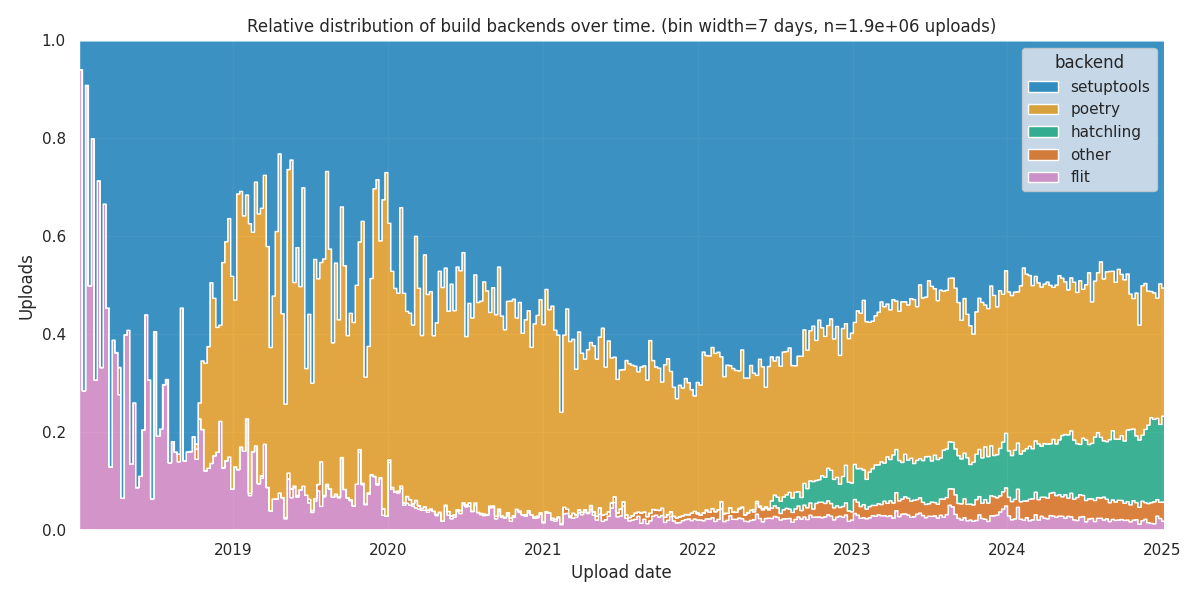 Relative distribution of build backends over time. (bin width=7 days, n=1.9e+06 uploads)
1.0
0.8
0.6
0.4
0.2
0.0
Uploads
backend
setuptools
poetry
hatchling
other
flit
2019
2020
2021
2022
2023
2024
2025
Upload date